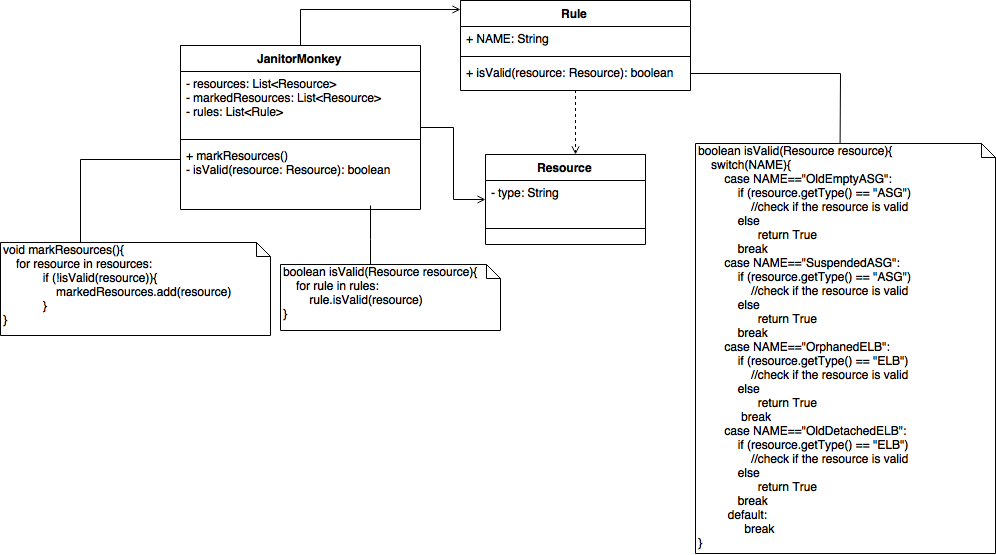 Rule
+ NAME: String
+ isValid(resource: Resource): boolean
JanitorMonkey
- resources: List<Resource>
- markedResources: List<Resource>
- rules: List<Rule>
+ markResources()
- isValid(resource: Resource): boolean
Resource
- type: String
void markResources(){
for resource in resources:
if (!isValid(resource)){
markedResources.add(resource)
}
}
boolean isValid(Resource resource){
for rule in rules:
rule.isValid(resource)
}
boolean isValid(Resource resource){
switch(NAME){
case NAME=="OldEmptyASG":
if (resource.getType() == "ASG")
//check if the resource is valid
else
return True
break
case NAME=="SuspendedASG":
if (resource.getType() == "ASG")
//check if the resource is valid
else
return True
break
case NAME=="OrphanedELB":
if (resource.getType() == "ELB")
//check if the resource is valid
else
return True
break
case NAME=="OldDetachedELB":
if (resource.getType() == "ELB")
//check if the resource is valid
else
return True
break
default:
break
}